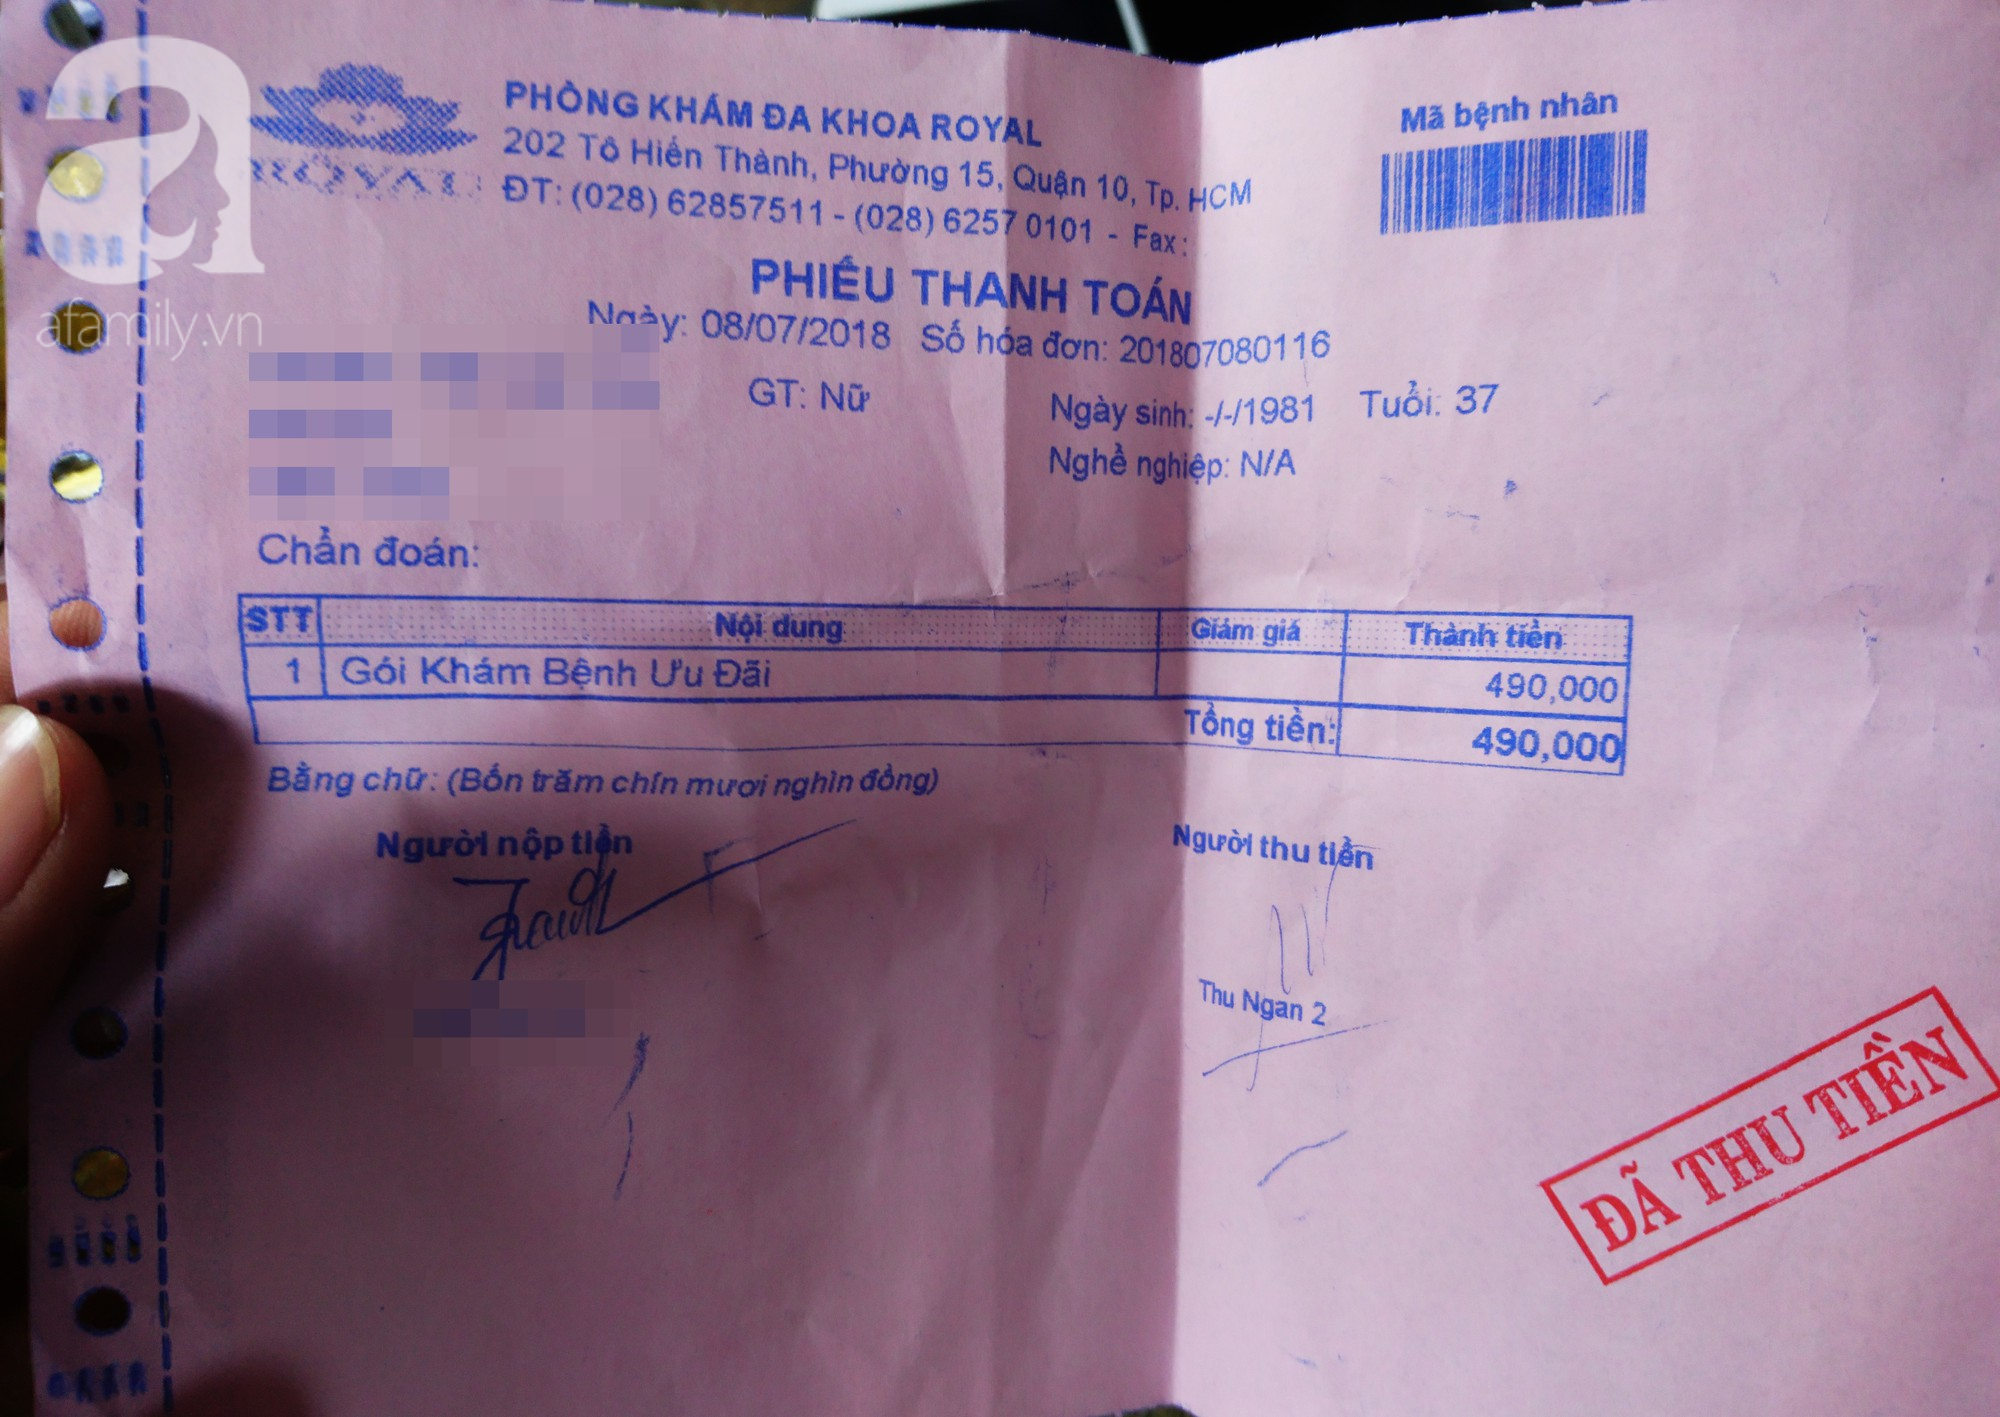 afamily.vn
ROYAL
PHÒNG KHÁM ĐA KHOA ROYAL
202 Tô Hiến Thành, Phường 15, Quận 10, Tp. HCM
ĐT: (028) 62857511 - (028) 6257 0101 - Fax :
Mã bệnh nhân
PHIẾU THANH TOÁN
Ngày: 08/07/2018 Số hóa đơn: 201807080116
GT: Nữ Ngày sinh: -/-/1981 Tuổi: 37
Nghề nghiệp: N/A
Chẩn đoán:
STT Nội dung Giảm giá Thành tiền
1 Gói Khám Bệnh Ưu Đãi 490,000
Tổng tiền: 490,000
Bằng chữ: (Bốn trăm chín mươi nghìn đồng)
Người nộp tiền Người thu tiền
Thu Ngan 2
ĐÃ THU TIỀN